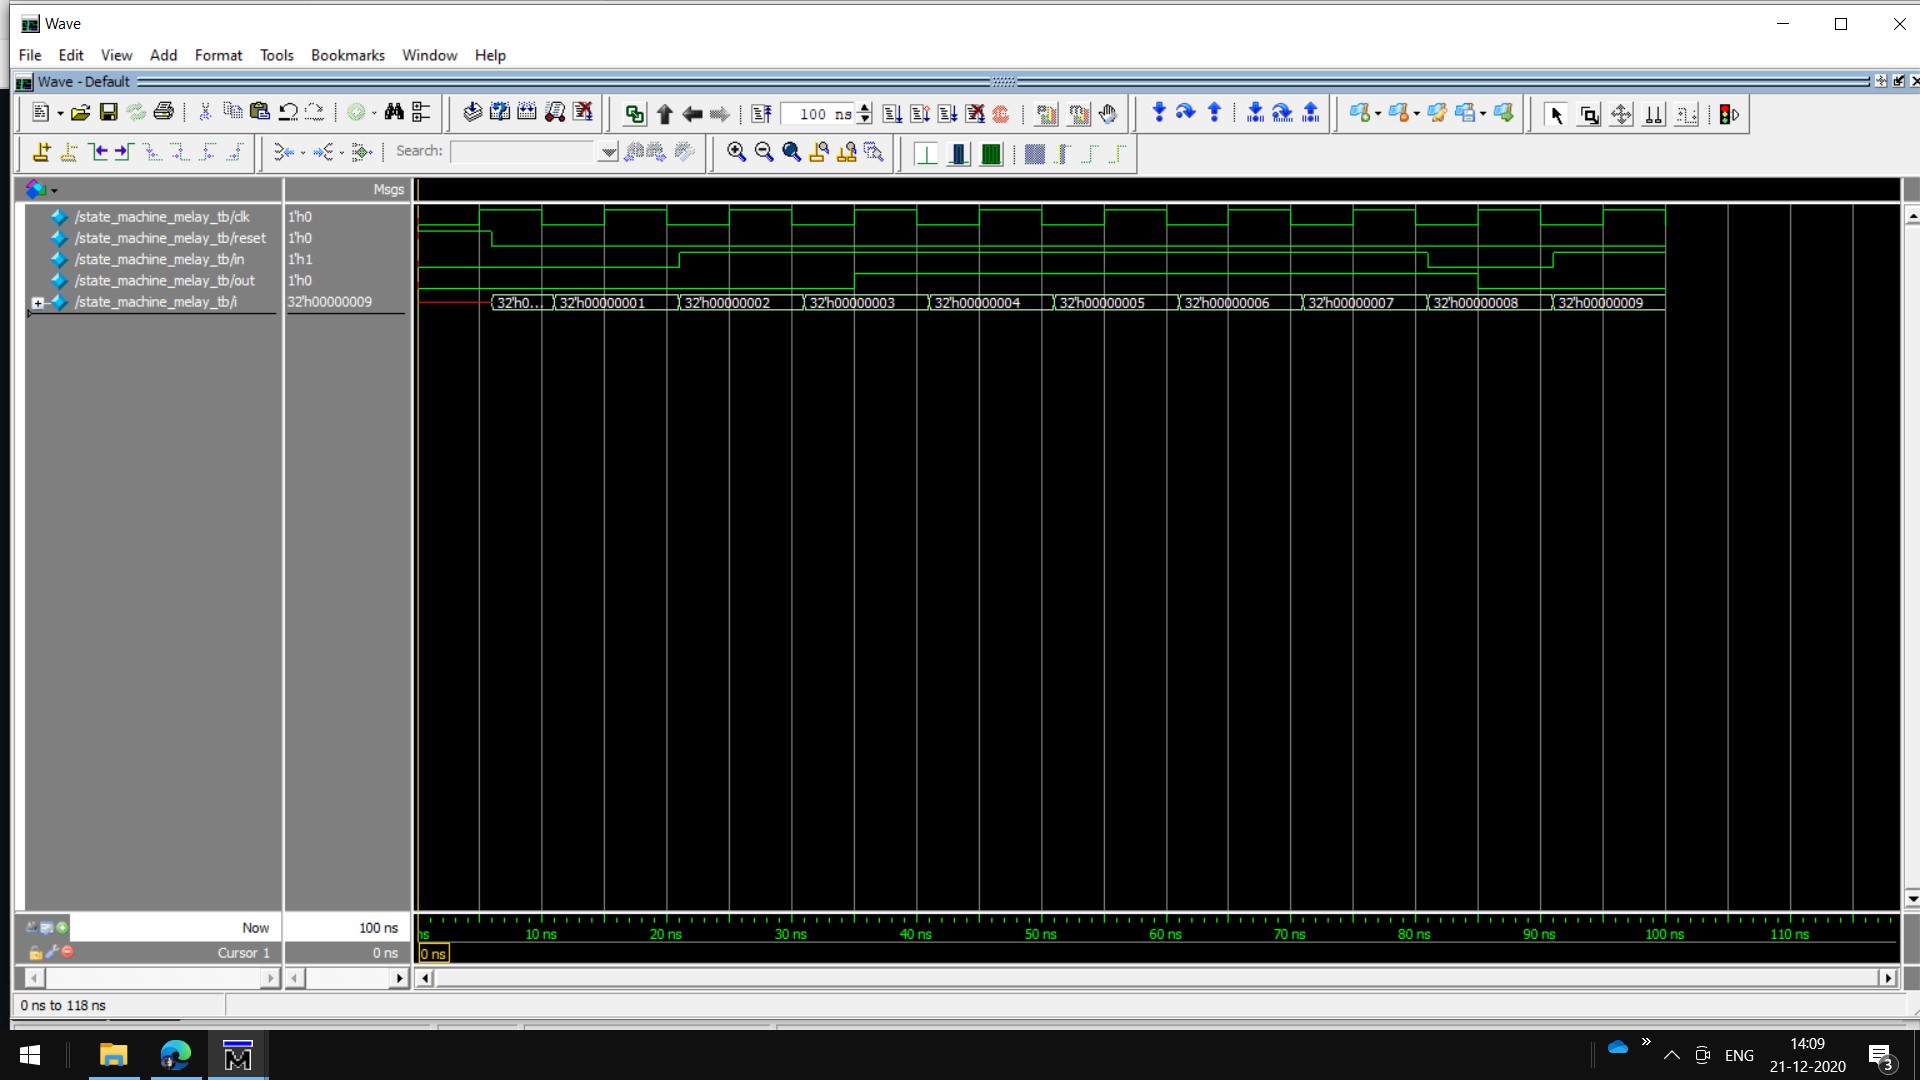 Wave
File Edit View Add Format Tools Bookmarks Window Help
Wave - Default
100 ns
Search:
Msgs
/state_machine_melay_tb/clk 1'h0
/state_machine_melay_tb/reset 1'h0
/state_machine_melay_tb/in 1'h1
/state_machine_melay_tb/out 1'h0
/state_machine_melay_tb/i 32'h00000009 32'h0... 32'h00000001 32'h00000002 32'h00000003 32'h00000004 32'h00000005 32'h00000006 32'h00000007 32'h00000008 32'h00000009
Now 100 ns ns 10 ns 20 ns 30 ns 40 ns 50 ns 60 ns 70 ns 80 ns 90 ns 100 ns 110 ns
Cursor 1 0 ns 0 ns
0 ns to 118 ns
M ENG 14:09
21-12-2020 3